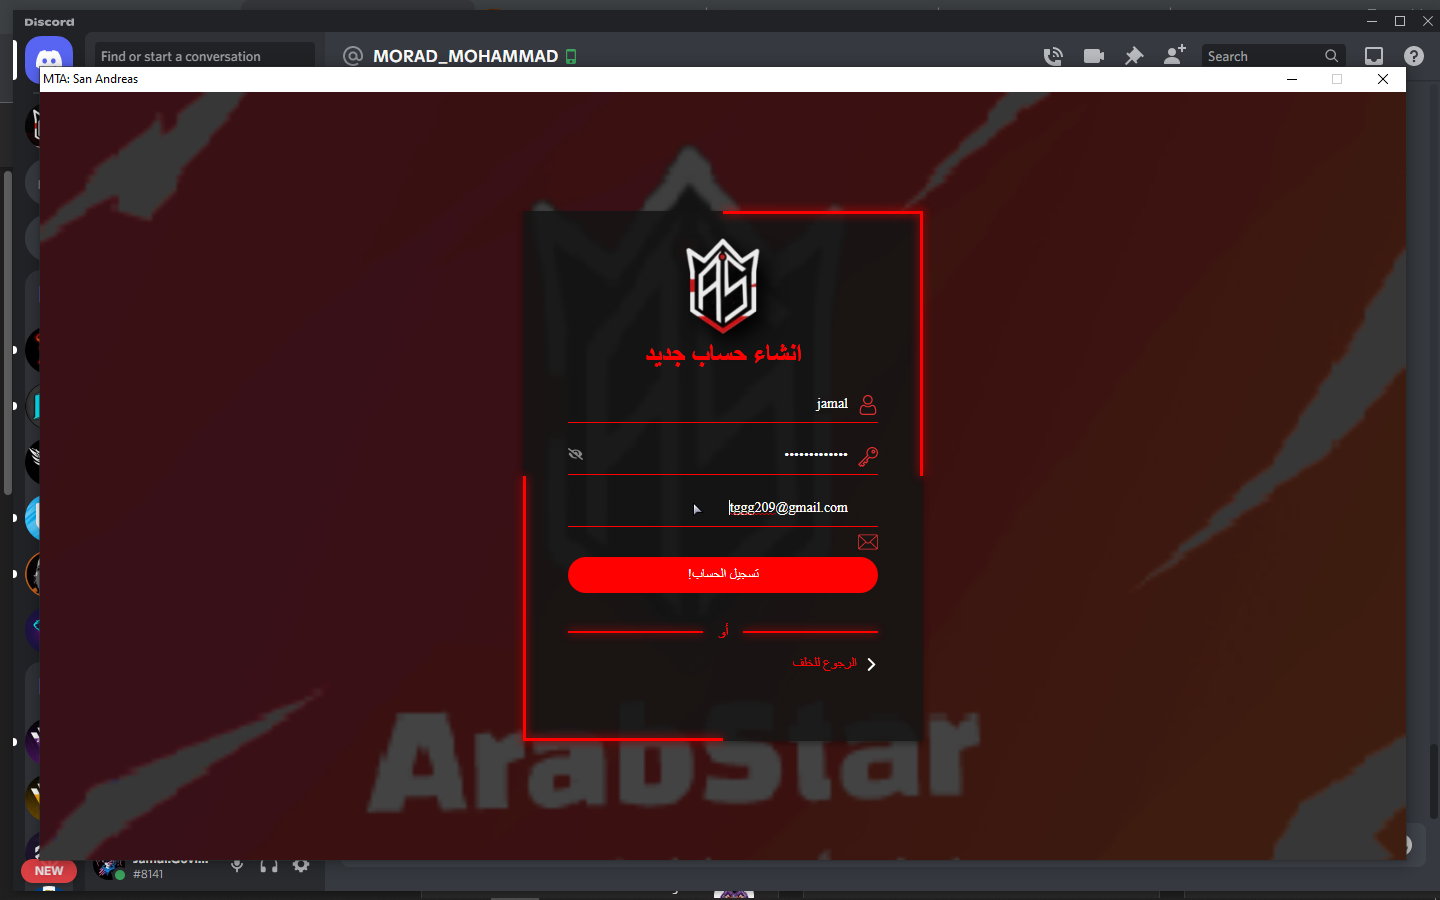 Discord
Find or start a conversation
MORAD_MOHAMMAD
Search
MTA: San Andreas
AS
انشاء حساب جديد
jamal
•••••••••••••
tggg209@gmail.com
تسجيل الحساب!
أو
الرجوع للخلف
ArabStar
NEW
#8141